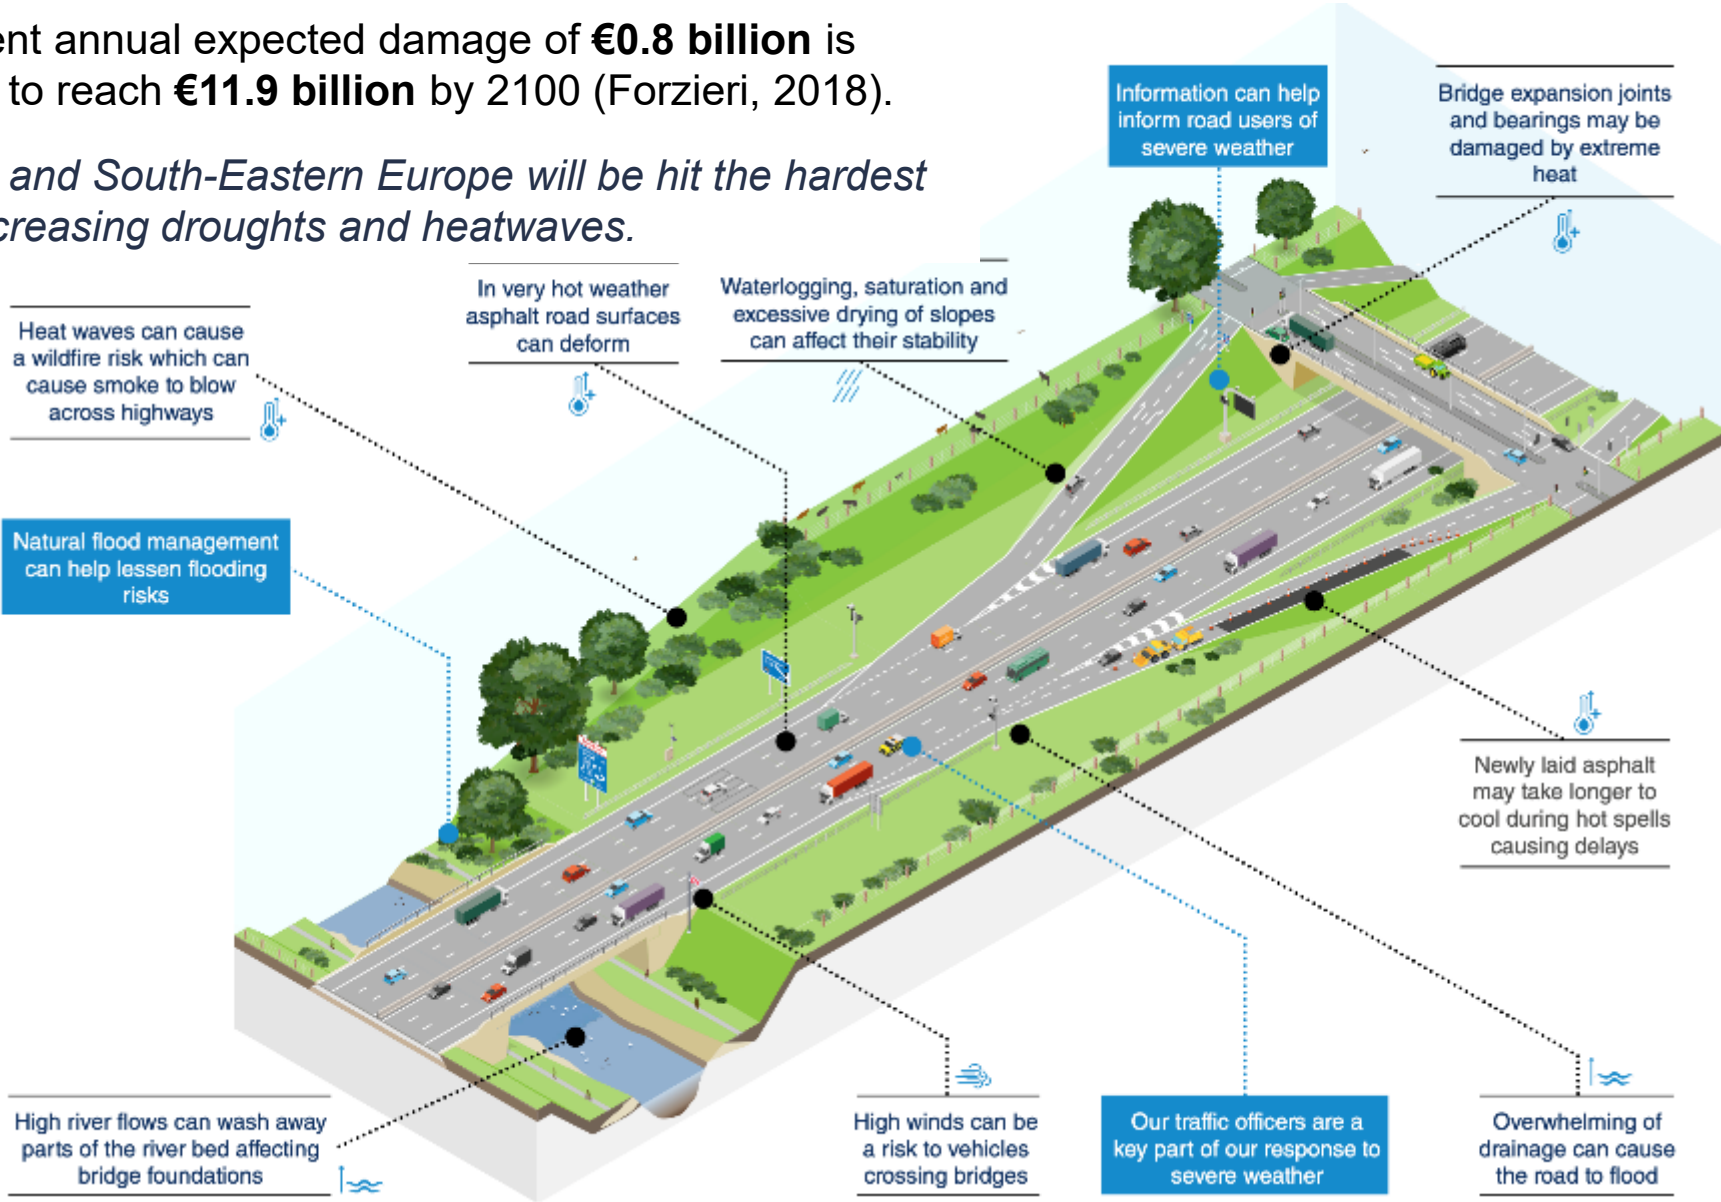 ent annual expected damage of €0.8 billion is
to reach €11.9 billion by 2100 (Forzieri, 2018).
and South-Eastern Europe will be hit the hardest
creasing droughts and heatwaves.
Information can help
inform road users of
severe weather
Bridge expansion joints
and bearings may be
damaged by extreme
heat
In very hot weather
asphalt road surfaces
can deform
Waterlogging, saturation and
excessive drying of slopes
can affect their stability
Heat waves can cause
a wildfire risk which can
cause smoke to blow
across highways
Natural flood management
can help lessen flooding
risks
Newly laid asphalt
may take longer to
cool during hot spells
causing delays
High river flows can wash away
parts of the river bed affecting
bridge foundations
High winds can be
a risk to vehicles
crossing bridges
Our traffic officers are a
key part of our response to
severe weather
Overwhelming of
drainage can cause
the road to flood